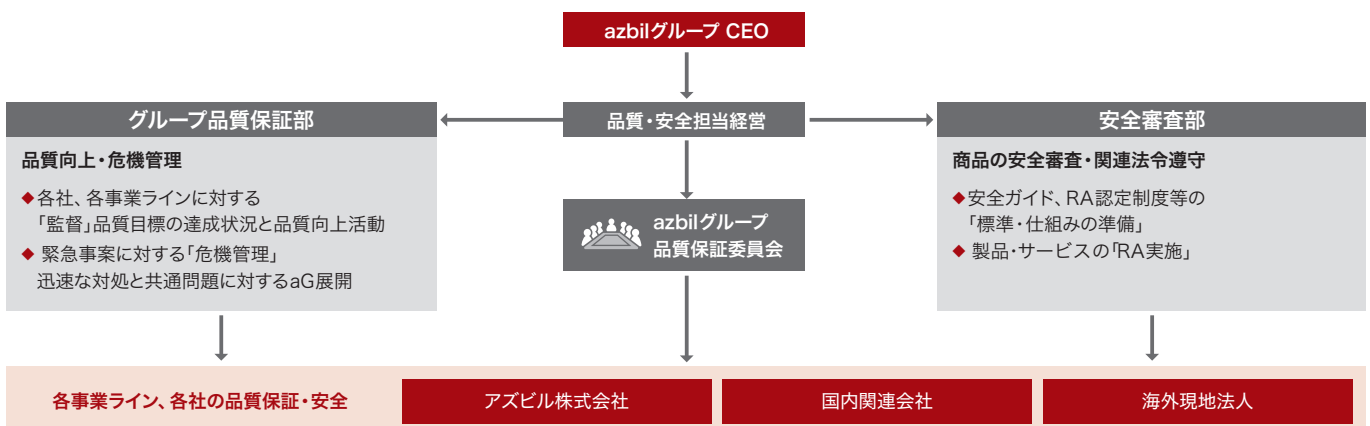 azbilグループ CEO
グループ品質保証部
品質向上・危機管理
◆各社、各事業ラインに対する
「監督」品質目標の達成状況と品質向上活動
◆ 緊急事案に対する「危機管理」
迅速な対処と共通問題に対するaG展開
品質・安全担当経営
azbilグループ
品質保証委員会
安全審査部
商品の安全審査・関連法令遵守
◆安全ガイド、RA認定制度等の
「標準・仕組みの準備」
◆ 製品・サービスの「RA実施」
各事業ライン、各社の品質保証・安全
アズビル株式会社
国内関連会社
海外現地法人